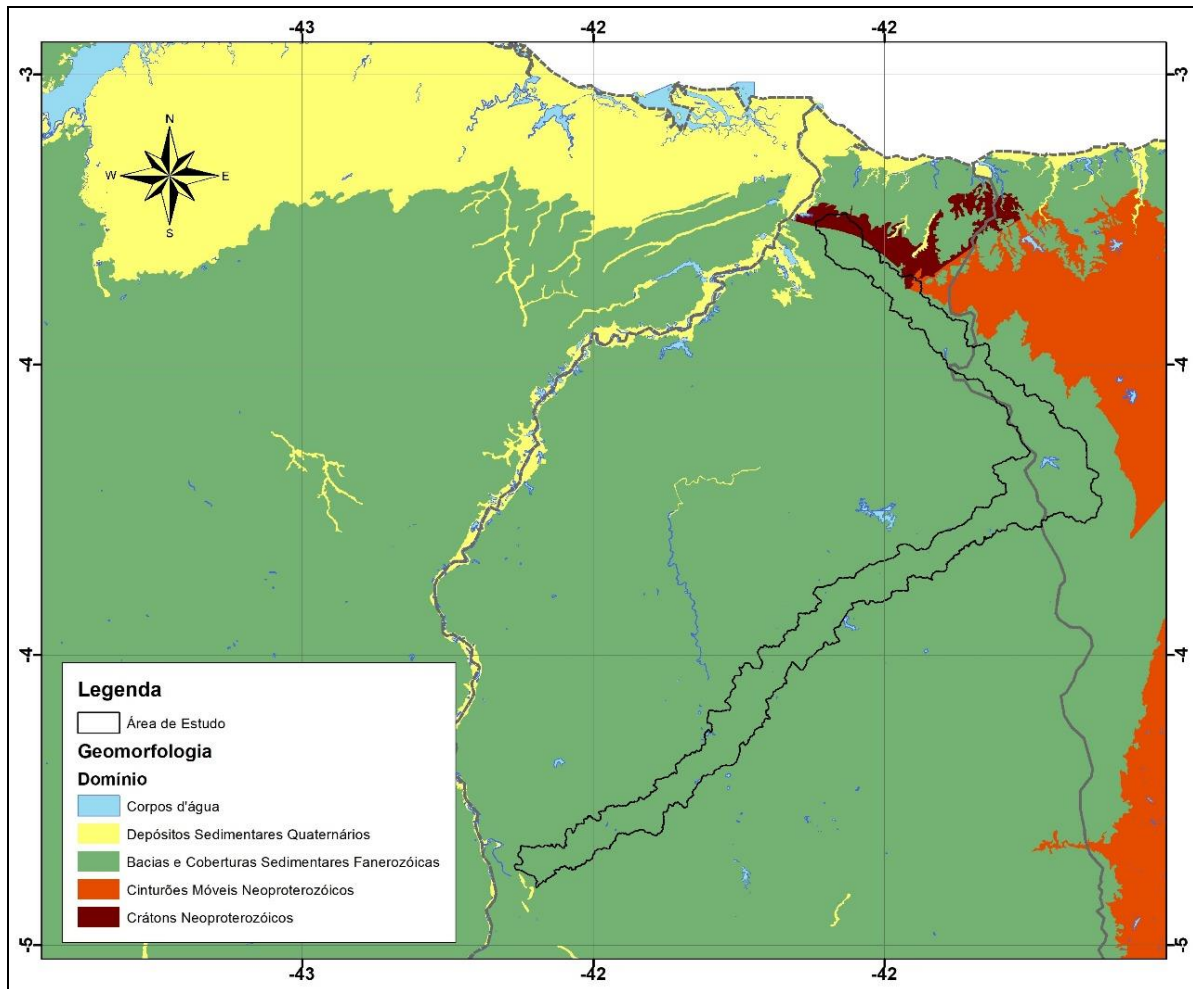 -43 -42 -42
-3 -3
N
W E
S
-4 -4
-4 -4
Legenda
Área de Estudo
Geomorfologia
Domínio
Corpos d'água
Depósitos Sedimentares Quaternários
Bacias e Coberturas Sedimentares Fanerozóicas
Cinturões Móveis Neoproterozóicos
Crátons Neoproterozóicos
-5 -5
-43 -42 -42